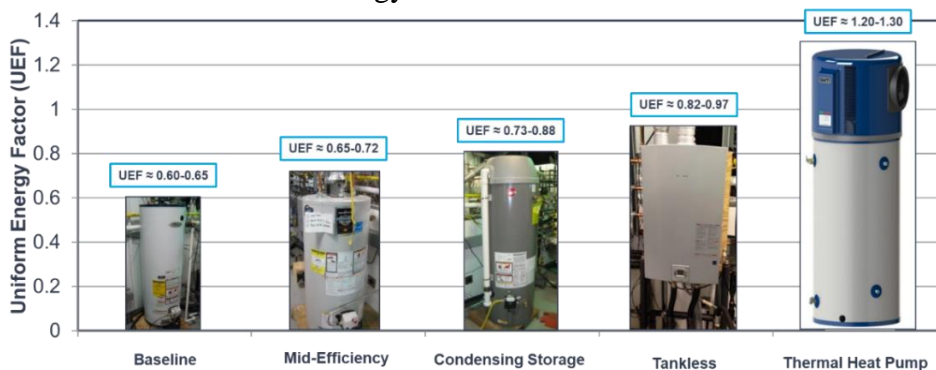 1.4
1.2
1
0.8
0.6
0.4
0.2
0
Uniform Energy Factor (UEF)
UEF ≈ 0.60-0.65
UEF ≈ 0.65-0.72
UEF ≈ 0.73-0.88
UEF ≈ 0.82-0.97
UEF ≈ 1.20-1.30
Baseline
Mid-Efficiency
Condensing Storage
Tankless
Thermal Heat Pump